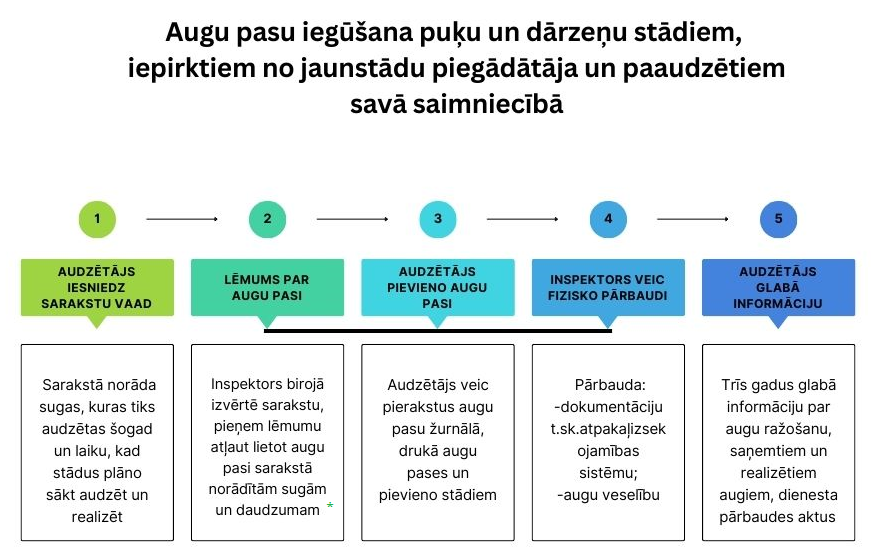 Augu pasu iegūšana puķu un dārzeņu stādiem,
iepirktiem no jaunstādu piegādātāja un paaudzētiem
savā saimniecībā
1
2
3
4
5
AUDZĒTĀJS
IESNIEDZ
SARAKSTU VAAD
LĒMUMS PAR
AUGU PASI
AUDZĒTĀJS
PIEVIENO AUGU
PASI
INSPEKTORS VEIC
FIZISKO PĀRBAUDI
AUDZĒTĀJS
GLABĀ
INFORMĀCIJU
Sarakstā norāda
sugas, kuras tiks
audzētas šogad
un laiku, kad
stādus plāno
sākt audzēt un
realizēt
Inspektors birojā
izvērtē sarakstu,
pieņem lēmumu
atļaut lietot augu
pasi sarakstā
norādītām sugām
un daudzumam *
Audzētājs veic
pierakstus augu
pasu žurnālā,
drukā augu
pases un
pievieno stādiem
Pārbauda:
-dokumentāciju
t.sk.atpakaļizsek
ojamības
sistēmu;
-augu veselību
Trīs gadus glabā
informāciju par
augu ražošanu,
saņemtiem un
realizētiem
augiem, dienesta
pārbaudes aktus